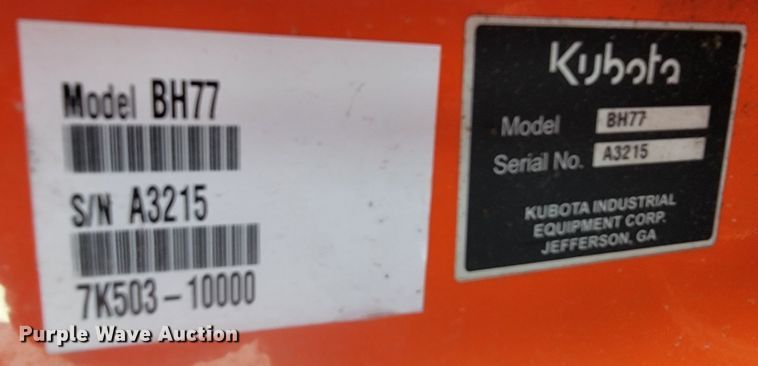 Model BH77
S/N A3215
7K503-10000
Kubota
Model BH77
Serial No. A3215
KUBOTA INDUSTRIAL
EQUIPMENT CORP.
JEFFERSON, GA
Purple Wave Auction